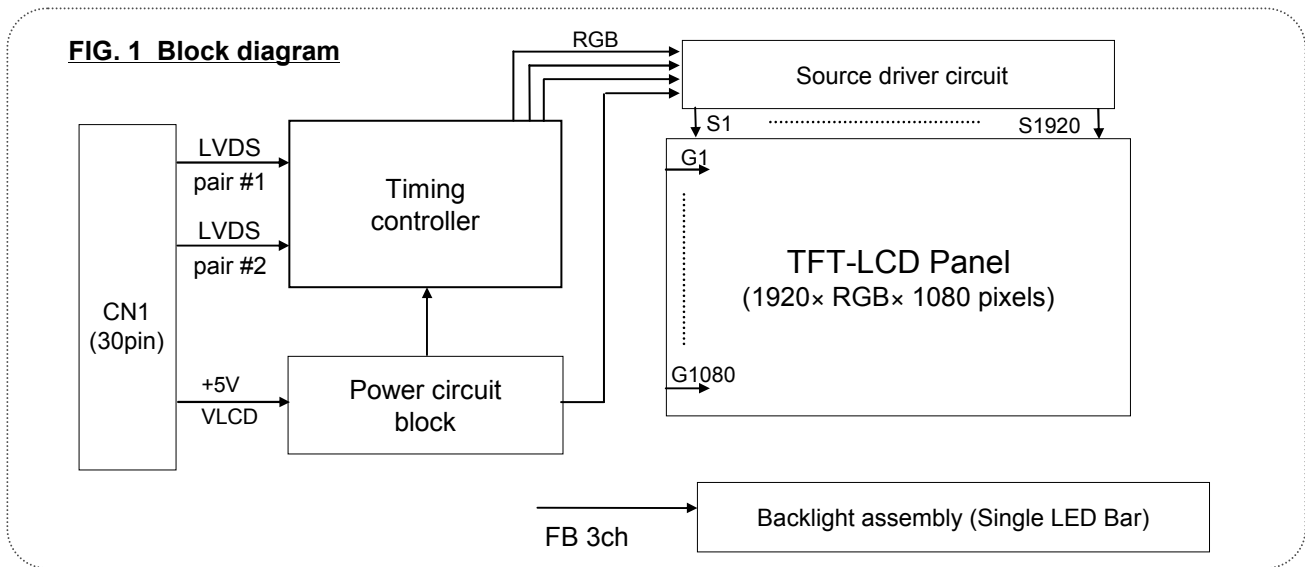 FIG. 1 Block diagram
RGB
Source driver circuit
S1
S1920
CN1
(30pin)
LVDS
pair #1
LVDS
pair #2
+5V
VLCD
Timing
controller
Power circuit
block
G1
TFT-LCD Panel
(1920× RGB× 1080 pixels)
G1080
FB 3ch
Backlight assembly (Single LED Bar)